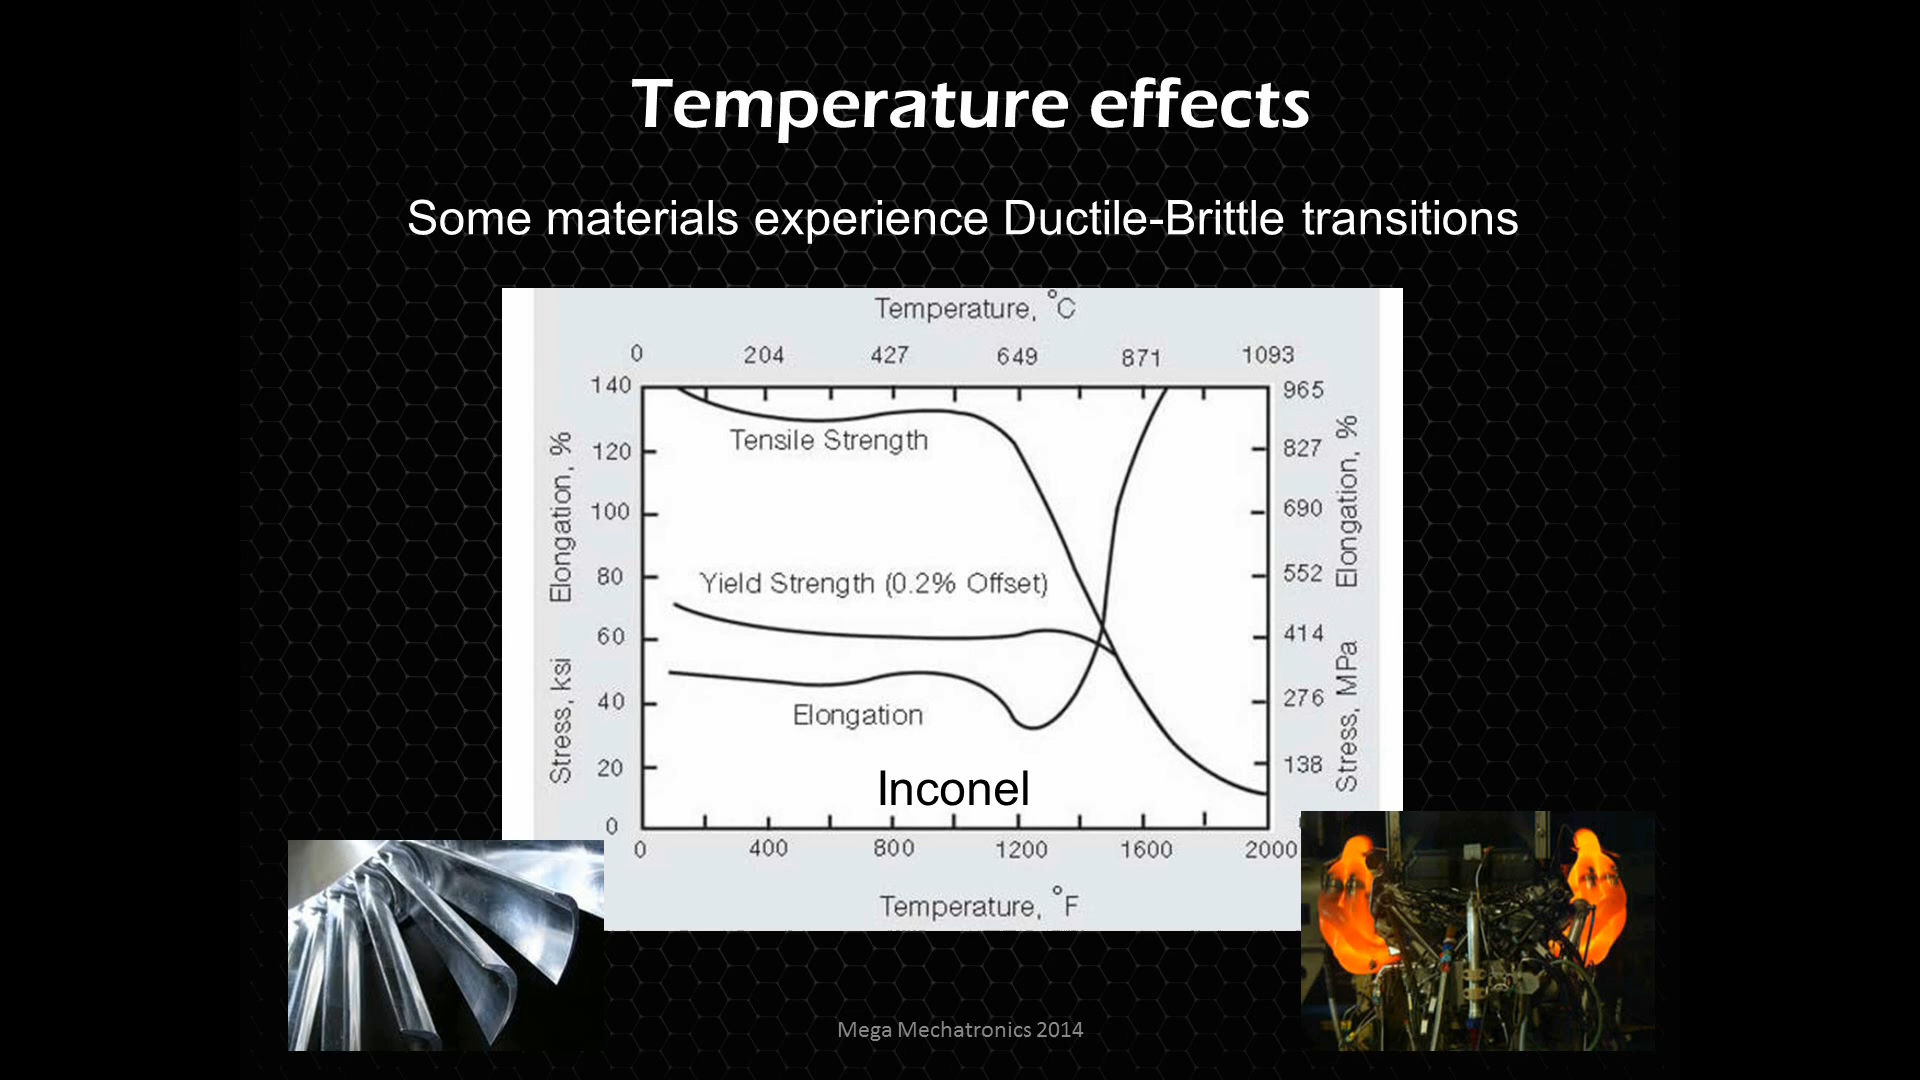 Temperature effects
Some materials experience Ductile-Brittle transitions
Temperature, °C
0 204 427 649 871 1093
140 965
120 827
100 690
80 552
60 414
40 276
20 138
0
Elongation, %
Stress, ksi
Elongation, %
Stress, MPa
Tensile Strength
Yield Strength (0.2% Offset)
Elongation
Inconel
0 400 800 1200 1600 2000
Temperature, °F
Mega Mechatronics 2014